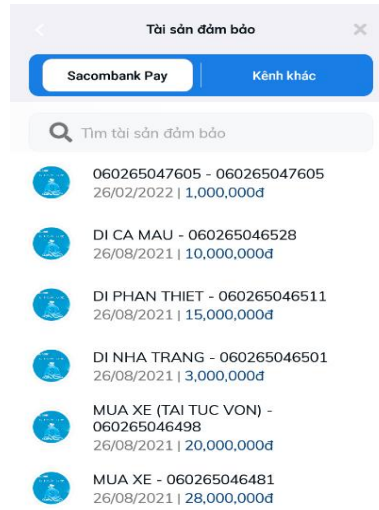 Tài sản đảm bảo
Sacombank Pay
Kênh khác
Tìm tài sản đảm bảo
060265047605 - 060265047605
26/02/2022 | 1,000,000đ
DI CA MAU - 060265046528
26/08/2021 | 10,000,000đ
DI PHAN THIET - 060265046511
26/08/2021 | 15,000,000đ
DI NHA TRANG - 060265046501
26/08/2021 | 3,000,000đ
MUA XE (TAI TUC VON) -
060265046498
26/08/2021 | 20,000,000đ
MUA XE - 060265046481
26/08/2021 | 28,000,000đ